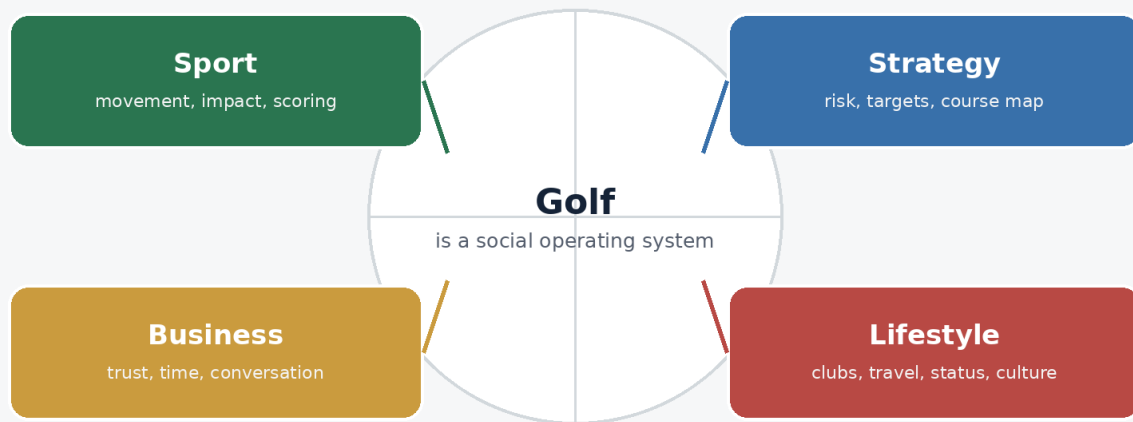 Sport
movement, impact, scoring
Strategy
risk, targets, course map
Golf
is a social operating system
Business
trust, time, conversation
Lifestyle
clubs, travel, status, culture